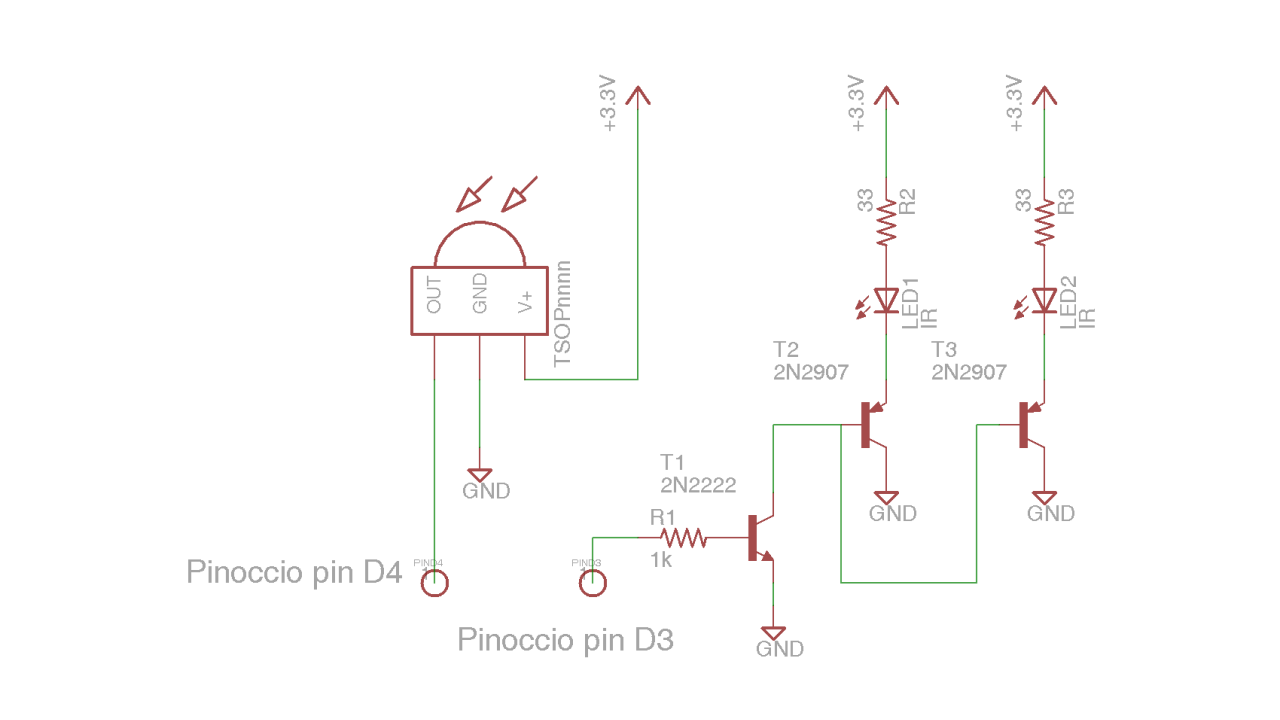 +3.3V
+3.3V
+3.3V
33
R2
33
R3
OUT
GND
V+
TSOPnnnn
LED1
IR
LED2
IR
T2
2N2907
T3
2N2907
GND
T1
2N2222
GND
GND
R1
1k
PIND4
1
Pinoccio pin D4
PIND3
1
Pinoccio pin D3
GND